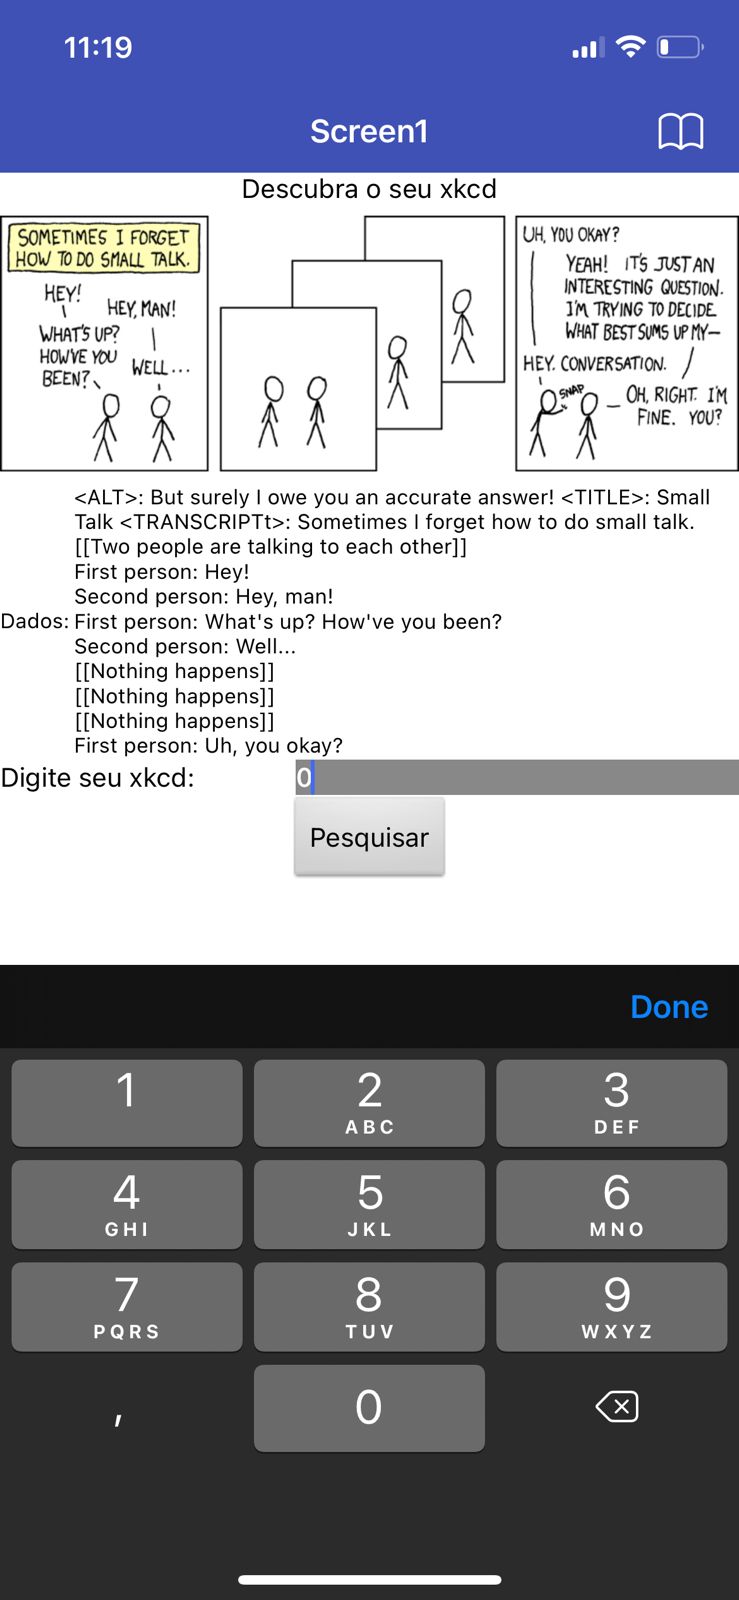 11:19
Screen1
Descubra o seu xkcd
SOMETIMES I FORGET
HOW TO DO SMALL TALK.
HEY!
HEY, MAN!
WHAT'S UP?
HOW'VE YOU
BEEN?
WELL...
UH, YOU OKAY?
YEAH! IT'S JUST AN
INTERESTING QUESTION.
I'M TRYING TO DECIDE
WHAT BEST SUMS UP MY—
HEY. CONVERSATION.
SNAP
OH, RIGHT. I'M
FINE. YOU?
<ALT>: But surely I owe you an accurate answer! <TITLE>: Small
Talk <TRANSCRIPTt>: Sometimes I forget how to do small talk.
[[Two people are talking to each other]]
First person: Hey!
Second person: Hey, man!
Dados: First person: What's up? How've you been?
Second person: Well...
[[Nothing happens]]
[[Nothing happens]]
[[Nothing happens]]
First person: Uh, you okay?
Digite seu xkcd: 0
Pesquisar
Done
1 2 3
ABC DEF
4 5 6
GHI JKL MNO
7 8 9
PQRS TUV WXYZ
, 0